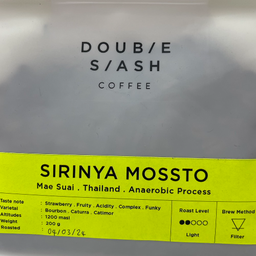 DOUB/E
S/ASH
COFFEE
SIRINYA MOSSTO
Mae Suai . Thailand . Anaerobic Process
Taste note : Strawberry . Fruity . Acidity . Complex . Funky
Varietal : Bourbon . Caturra . Catimor
Altitudes : 1200 masl
Weight : 200 g
Roasted : 04/03/24
Roast Level
Light
Brew Method
Filter